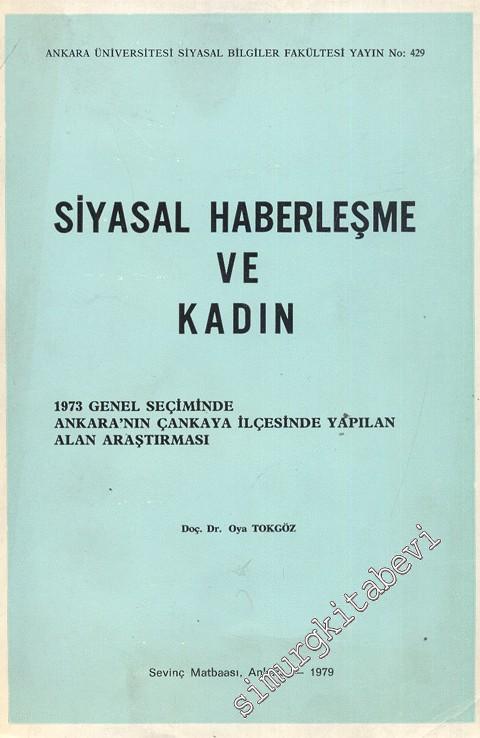 ANKARA ÜNİVERSİTESİ SİYASAL BİLGİLER FAKÜLTESİ YAYIN No: 429
SİYASAL HABERLEŞME
VE
KADIN
1973 GENEL SEÇİMİNDE
ANKARA'NIN ÇANKAYA İLÇESİNDE YAPILAN
ALAN ARAŞTIRMASI
Doç. Dr. Oya TOKGÖZ
simurgkitabevi
Sevinç Matbaası, Ankara — 1979